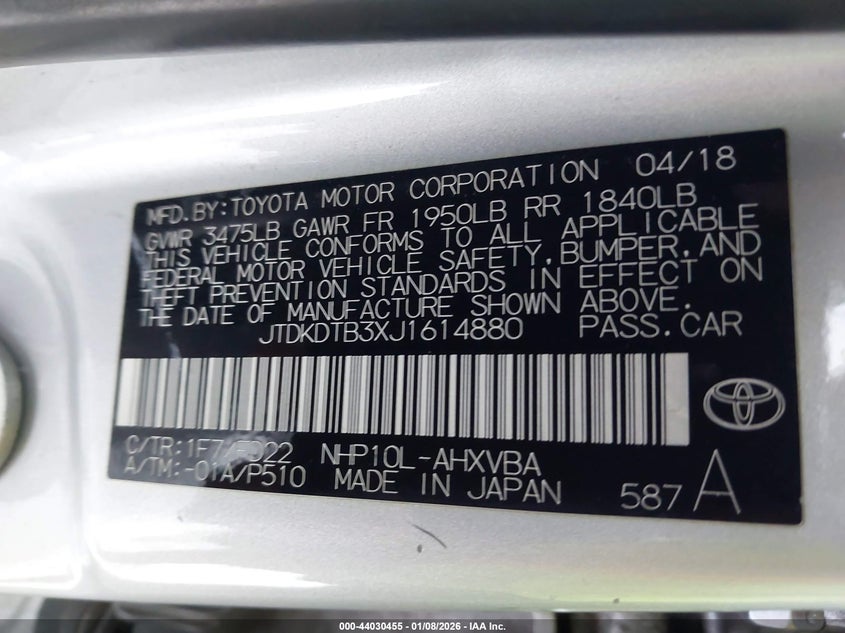 MFD.BY:TOYOTA MOTOR CORPORATION 04/18
GVWR 3475LB GAWR FR 1950LB RR 1840LB
THIS VEHICLE CONFORMS TO ALL APPLICABLE
FEDERAL MOTOR VEHICLE SAFETY,BUMPER,AND
THEFT PREVENTION STANDARDS IN EFFECT ON
THE DATE OF MANUFACTURE SHOWN ABOVE.
JTDKDTB3XJ1614880 PASS.CAR
C/TR: NHP10L-AHXVBA
A/TM:-01A/P510 MADE IN JAPAN 587 A
000-44030455 - 01/08/2026 - IAA Inc.